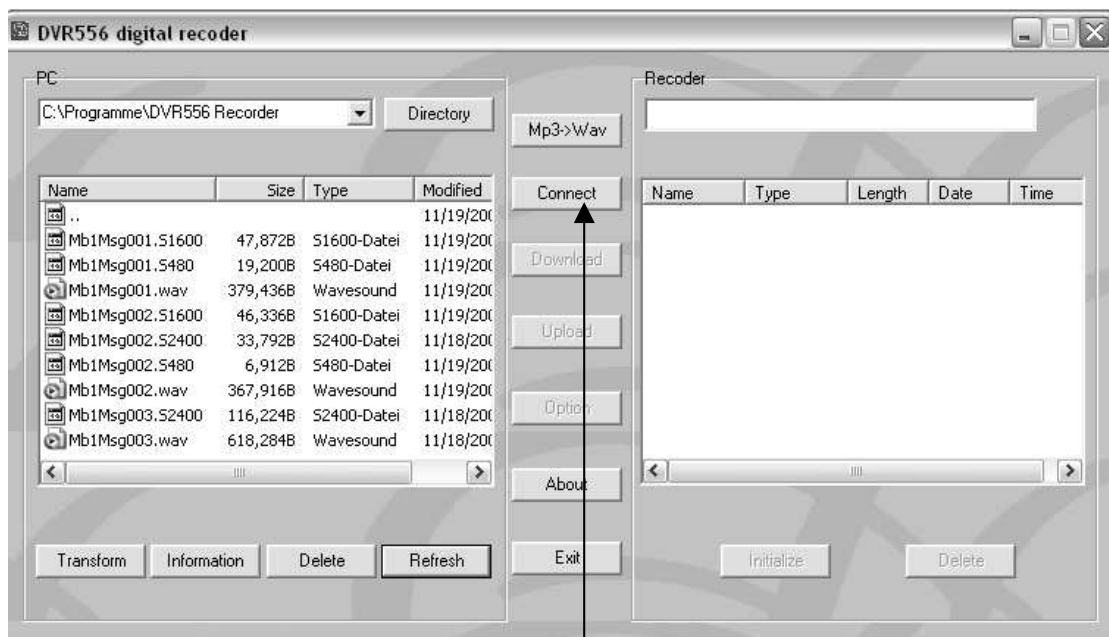 DVR556 digital recoder
PC
C:\Programme\DVR556 Recorder
Directory
Name Size Type Modified
.. 11/19/200
Mb1Msg001.S1600 47,872B S1600-Datei 11/19/200
Mb1Msg001.S480 19,200B S480-Datei 11/19/200
Mb1Msg001.wav 379,436B Wavesound 11/19/200
Mb1Msg002.S1600 46,336B S1600-Datei 11/19/200
Mb1Msg002.S2400 33,792B S2400-Datei 11/18/200
Mb1Msg002.S480 6,912B S480-Datei 11/19/200
Mb1Msg002.wav 367,916B Wavesound 11/19/200
Mb1Msg003.S2400 116,224B S2400-Datei 11/18/200
Mb1Msg003.wav 618,284B Wavesound 11/18/200
Transform Information Delete Refresh
Mp3->Wav
Connect
Download
Upload
Option
About
Exit
Recoder
Name Type Length Date Time
Initialize Delete